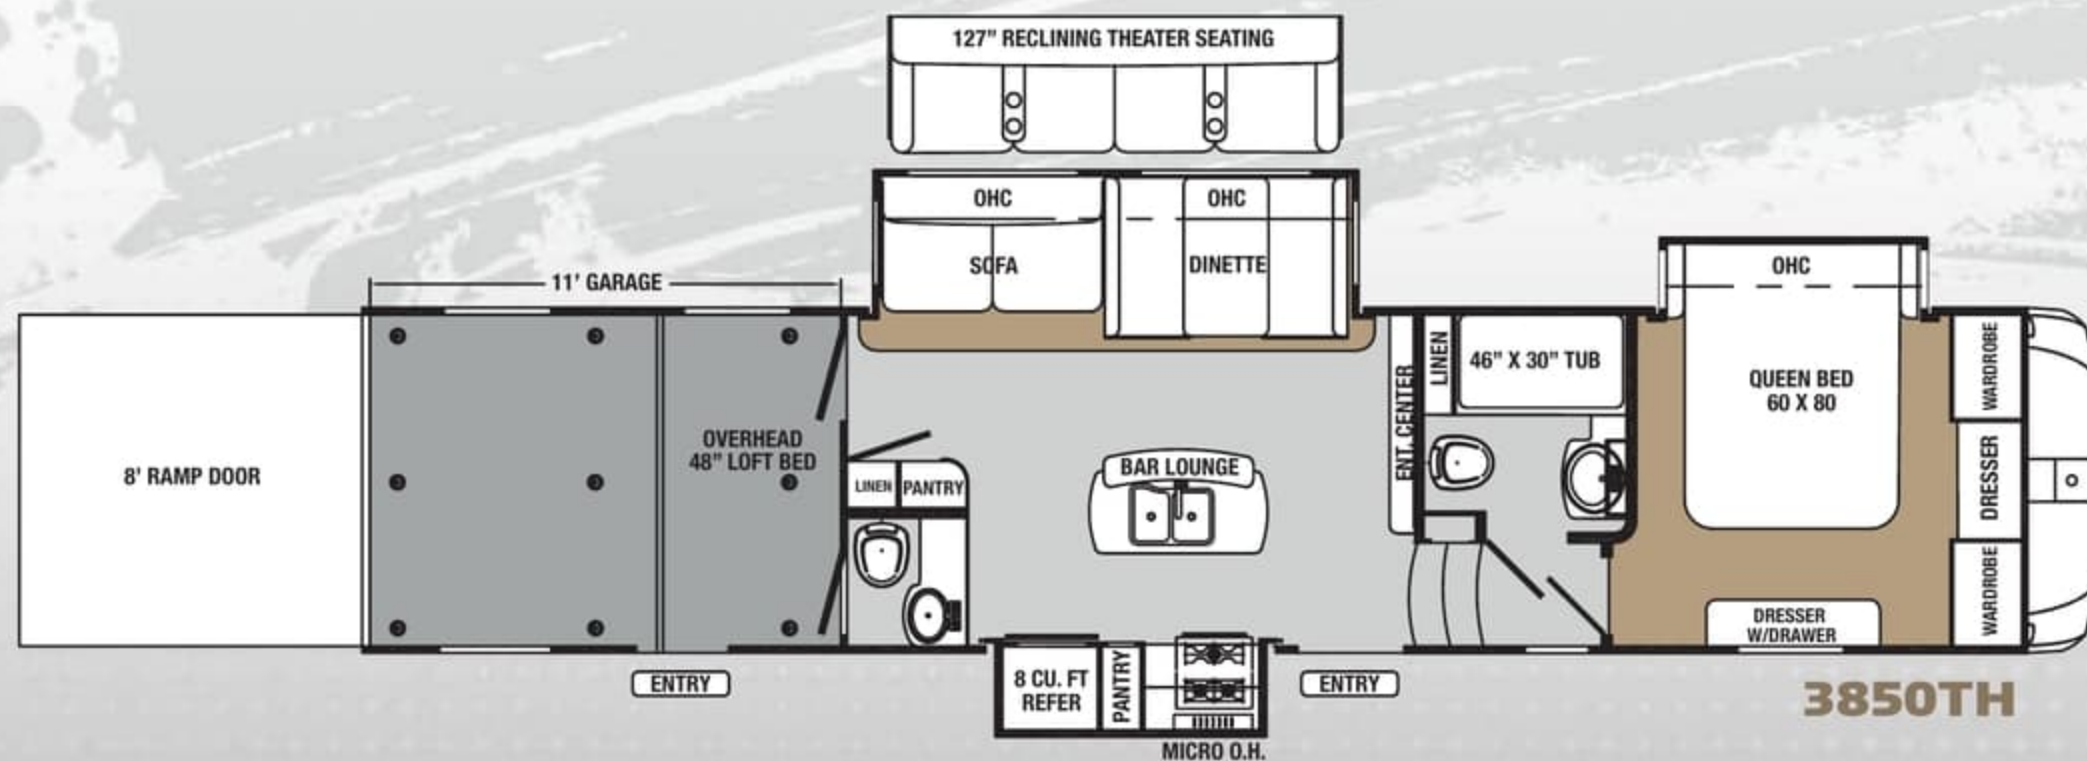 127” RECLINING THEATER SEATING
OHC
OHC
SOFA
DINETTE
OHC
11' GARAGE
QUEEN BED
60 X 80
46” X 30” TUB
LINEN
ENT. CENTER
WARDROBE
DRESSER
WARDROBE
8' RAMP DOOR
OVERHEAD
48” LOFT BED
LINEN
PANTRY
BAR LOUNGE
DRESSER
W/DRAWER
ENTRY
8 CU. FT
REFER
PANTRY
ENTRY
MICRO O.H.
3850TH